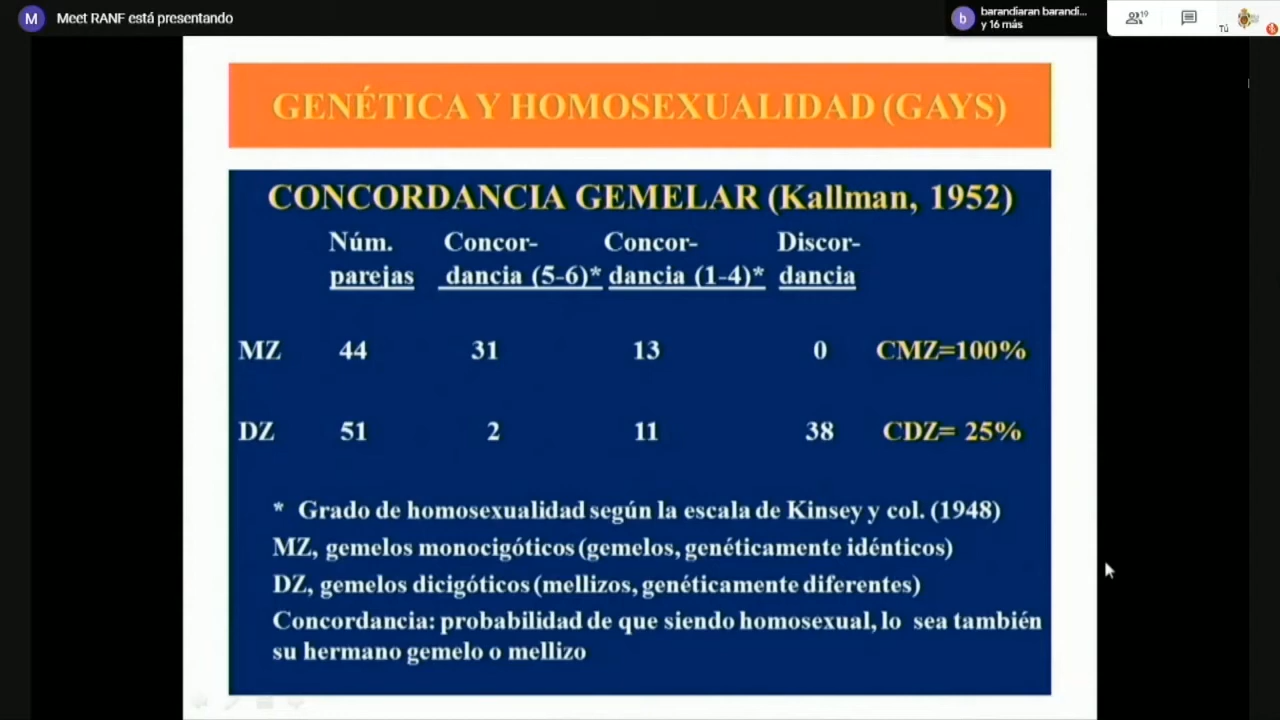 M Meet RANF está presentando
b barandiaran barandi...
y 16 más
19
Tú
GENÉTICA Y HOMOSEXUALIDAD (GAYS)
CONCORDANCIA GEMELAR (Kallman, 1952)
Núm. Concor- Concor- Discor-
parejas dancia (5-6)* dancia (1-4)* dancia
MZ 44 31 13 0 CMZ=100%
DZ 51 2 11 38 CDZ= 25%
* Grado de homosexualidad según la escala de Kinsey y col. (1948)
MZ, gemelos monocigóticos (gemelos, genéticamente idénticos)
DZ, gemelos dicigóticos (mellizos, genéticamente diferentes)
Concordancia: probabilidad de que siendo homosexual, lo sea también
su hermano gemelo o mellizo